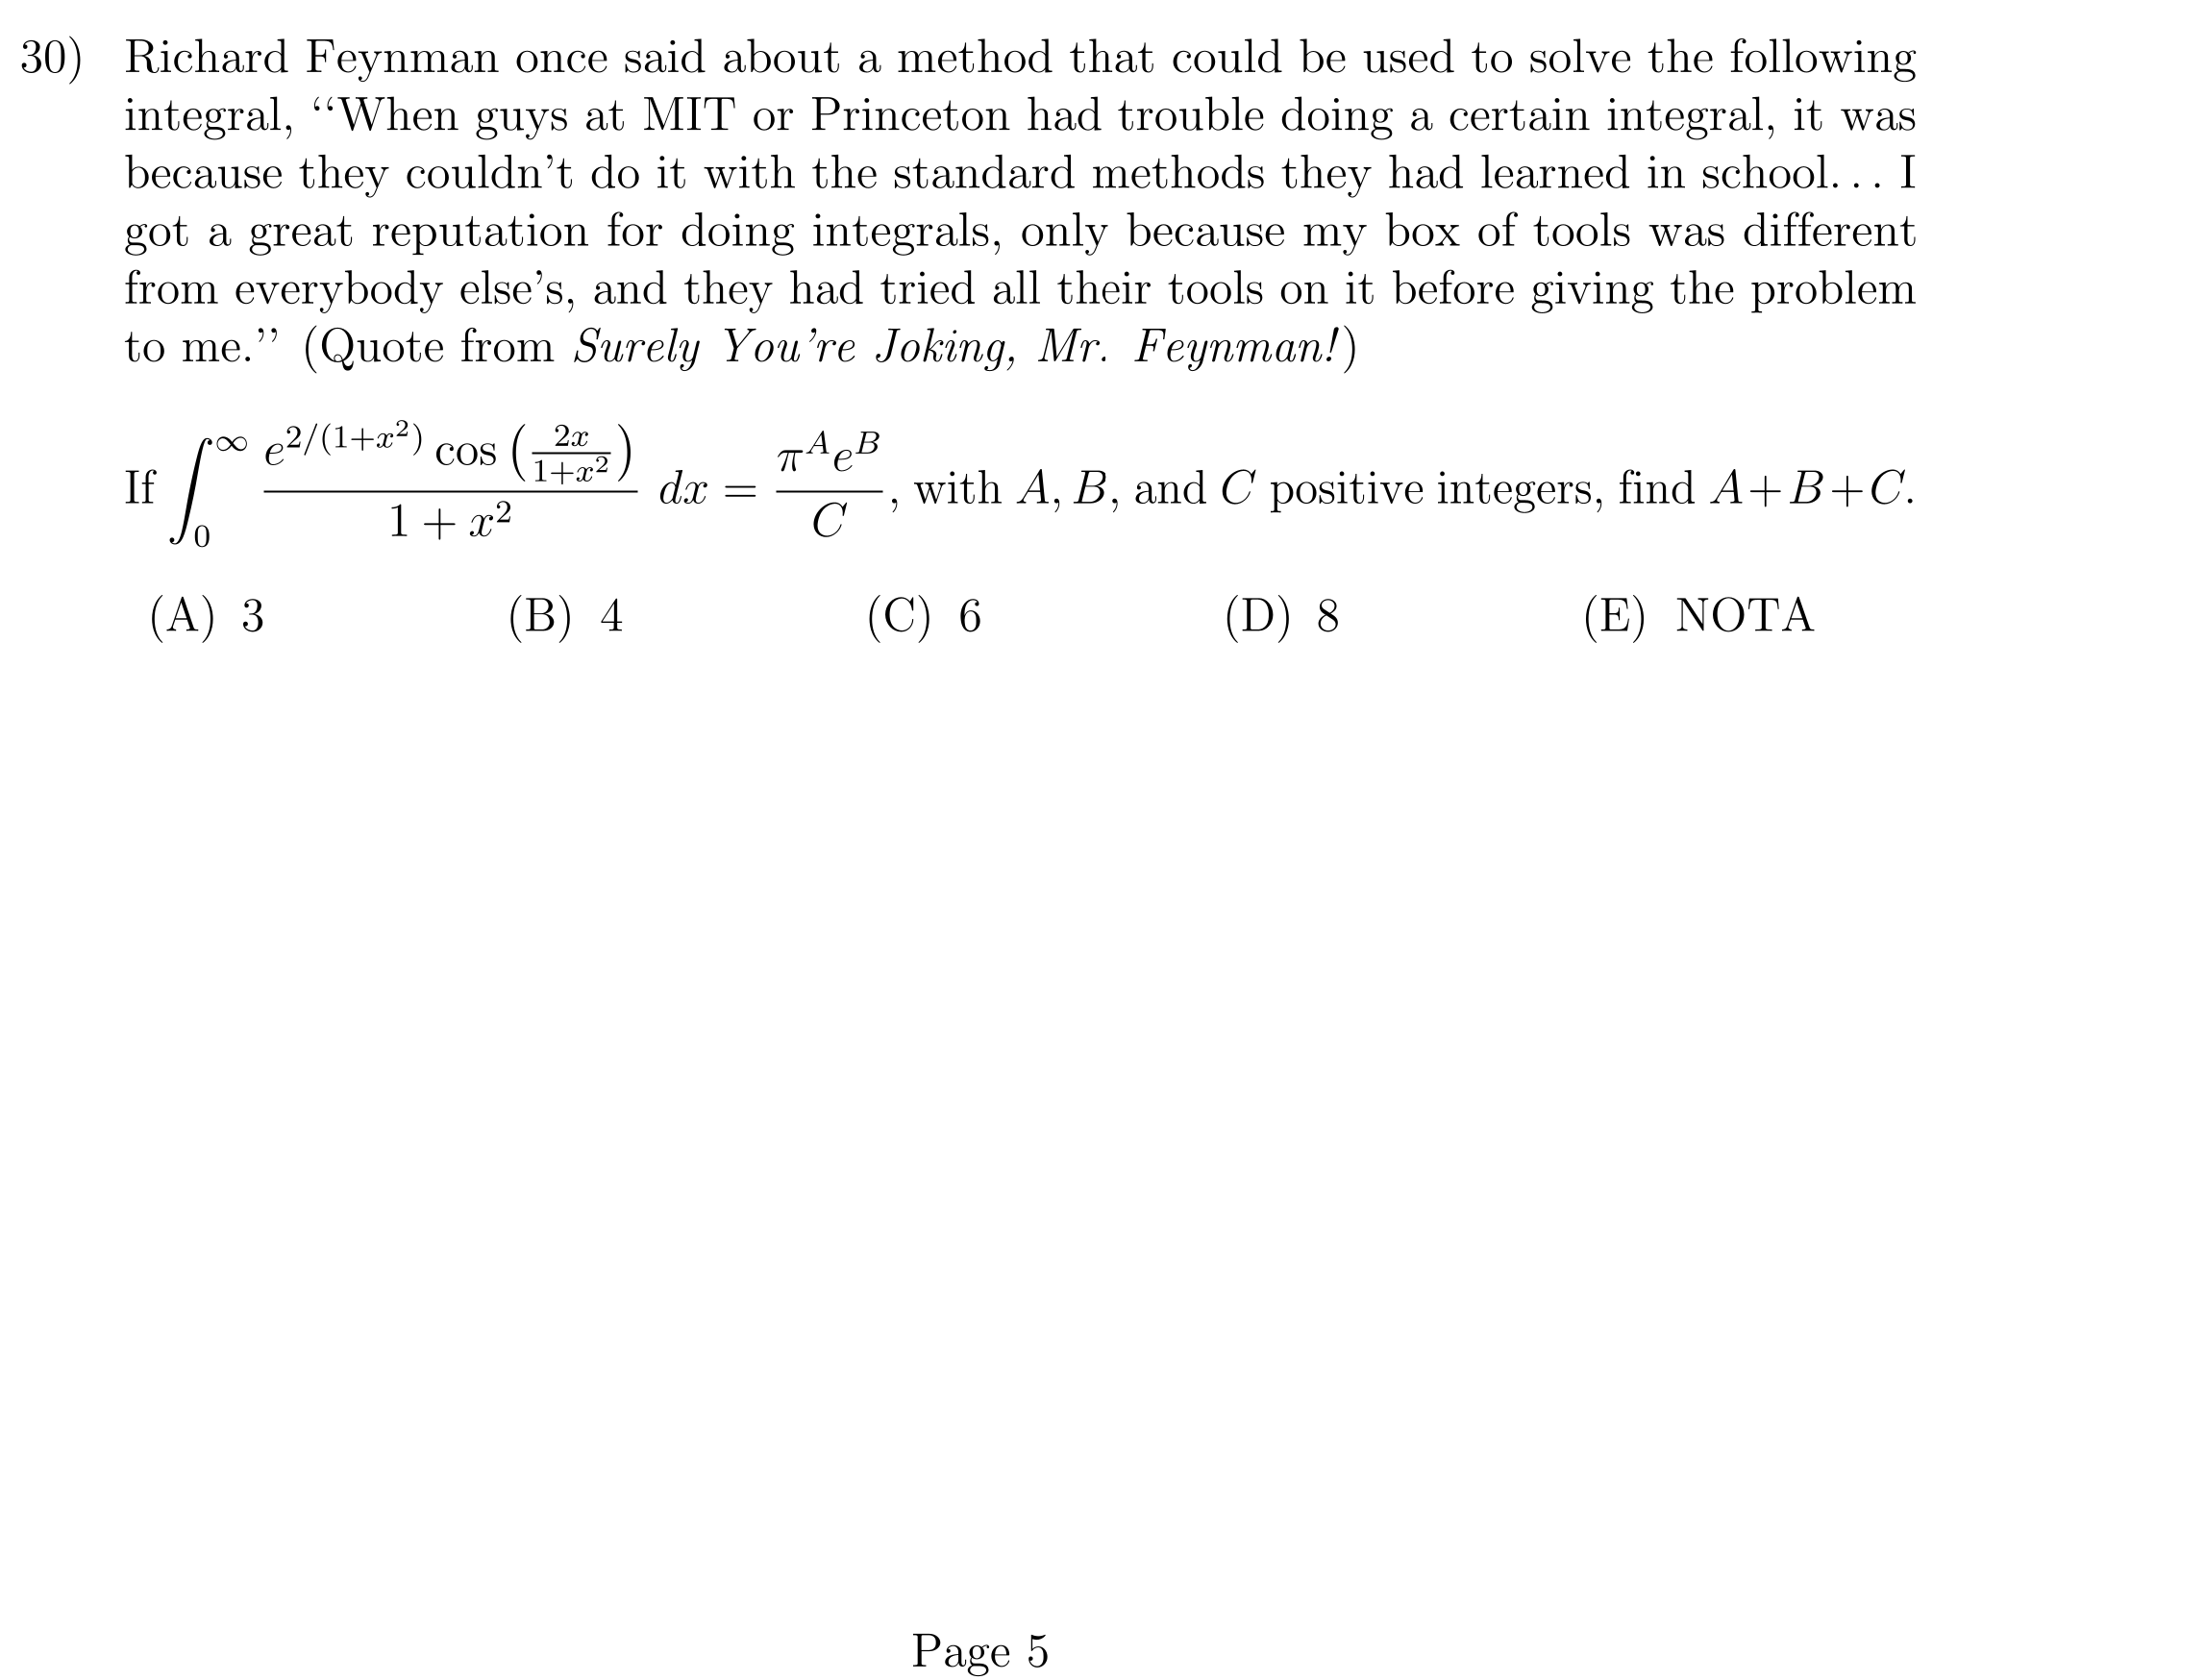 30) Richard Feynman once said about a method that could be used to solve the following
integral, “When guys at MIT or Princeton had trouble doing a certain integral, it was
because they couldn’t do it with the standard methods they had learned in school. . . I
got a great reputation for doing integrals, only because my box of tools was different
from everybody else’s, and they had tried all their tools on it before giving the problem
to me.” (Quote from Surely You’re Joking, Mr. Feynman!)
If $\int_0^\infty \frac{e^{2/(1+x^2)} \cos\left(\frac{2x}{1+x^2}\right)}{1+x^2} \, dx = \frac{\pi^A e^B}{C}$, with A, B, and C positive integers, find A+B+C.
(A) 3 (B) 4 (C) 6 (D) 8 (E) NOTA
Page 5